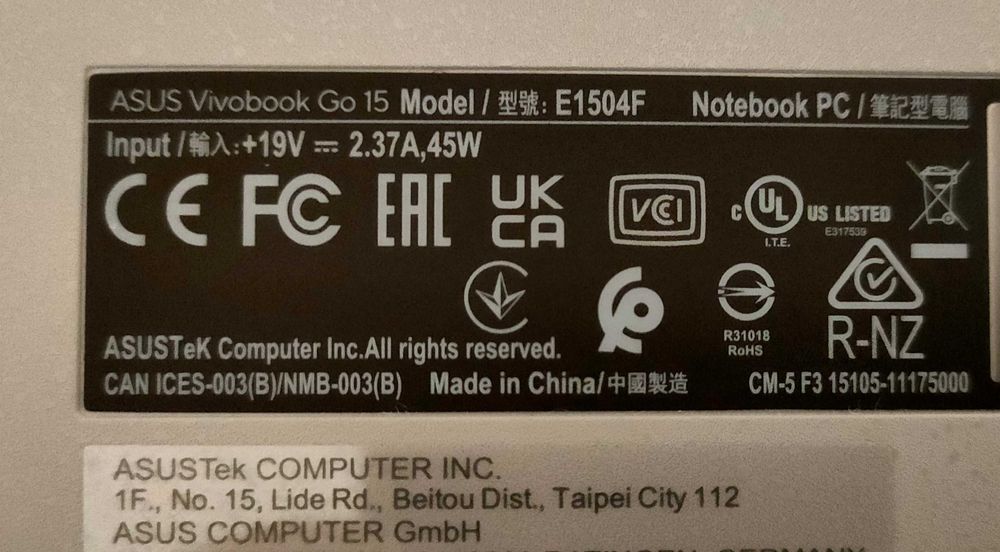 ASUS Vivobook Go 15 Model / 型號: E1504F Notebook PC / 筆記型電腦
Input / 輸入:+19V ⎓ 2.37A,45W
CE FC EAC UK CA VCI c UL US LISTED
I.T.E. E317539
R31018
RoHS
R-NZ
ASUSTeK Computer Inc.All rights reserved.
CAN ICES-003(B)/NMB-003(B) Made in China/中國製造 CM-5 F3 15105-11175000
ASUSTek COMPUTER INC.
1F., No. 15, Lide Rd., Beitou Dist., Taipei City 112
ASUS COMPUTER GmbH